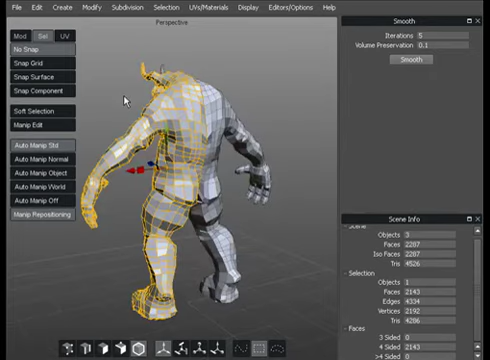 File Create Modify Subdivision Selection UVs/Materials Display Editors/Options Help
Perspective
Mod Sel UV
No Snap
Snap Grid
Snap Surface
Snap Component
Soft Selection
Manip Edit
Auto Manip Std
Auto Manip Normal
Auto Manip Object
Auto Manip World
Auto Manip Off
Manip Repositioning
Smooth
Iterations 5
Volume Preservation 0.1
Smooth
Scene Info
Scene
Objects 3
Faces 2287
Iso Faces 2287
Tris 4526
Selection
Objects 1
Faces 2143
Edges 4334
Vertices 2192
Tris 4286
Faces
3 Sided 0
4 Sided 2143
>4 Sided 0